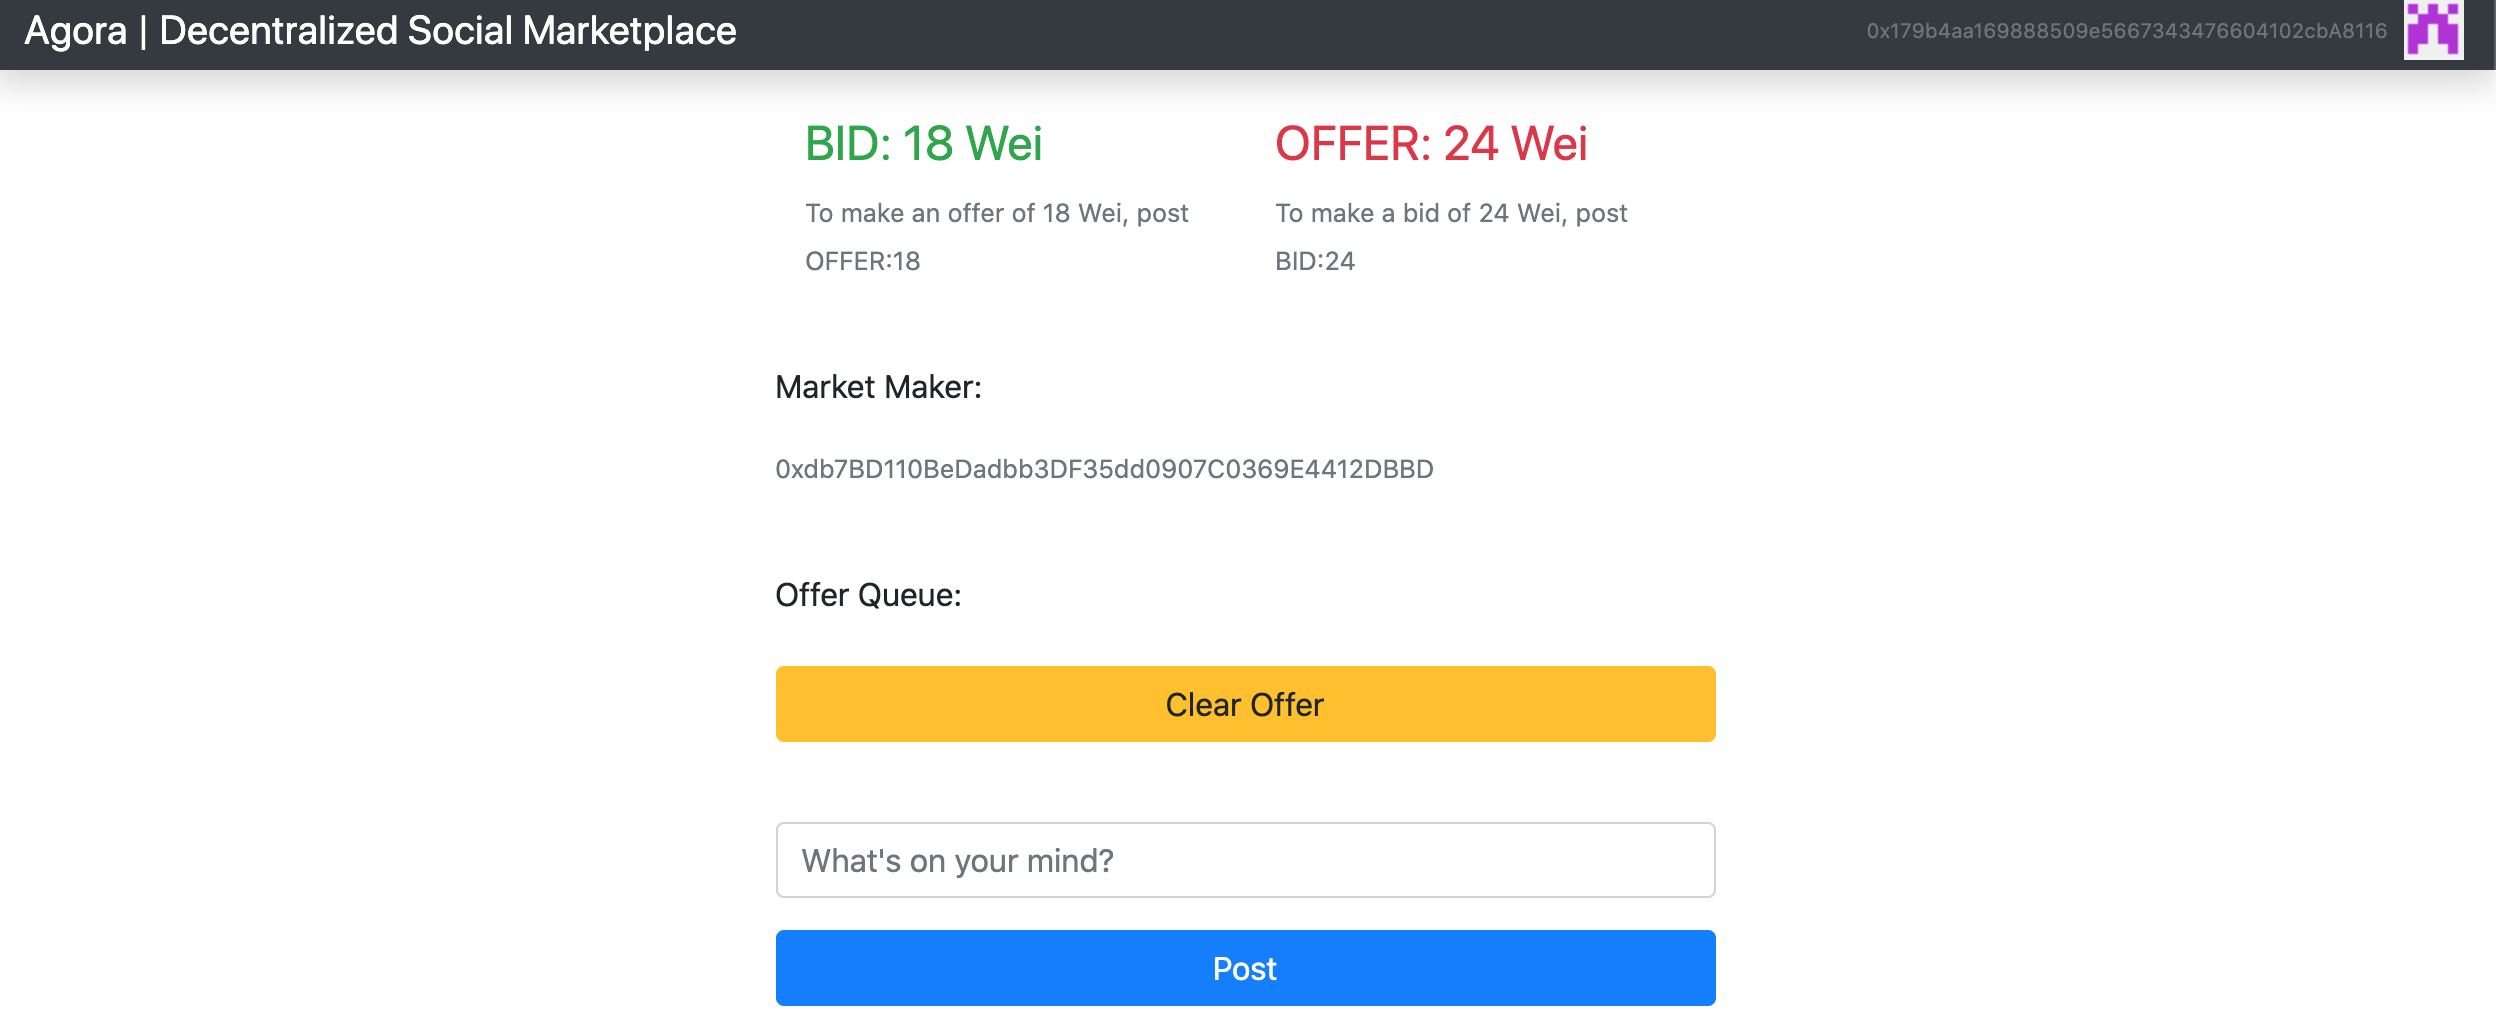 Agora | Decentralized Social Marketplace
0x179b4aa169888509e5667343476604102cbA8116
BID: 18 Wei
To make an offer of 18 Wei, post
OFFER:18
OFFER: 24 Wei
To make a bid of 24 Wei, post
BID:24
Market Maker:
0xdb7BD110BeDadbb3DF35dd0907C0369E4412DBBD
Offer Queue:
Clear Offer
What's on your mind?
Post